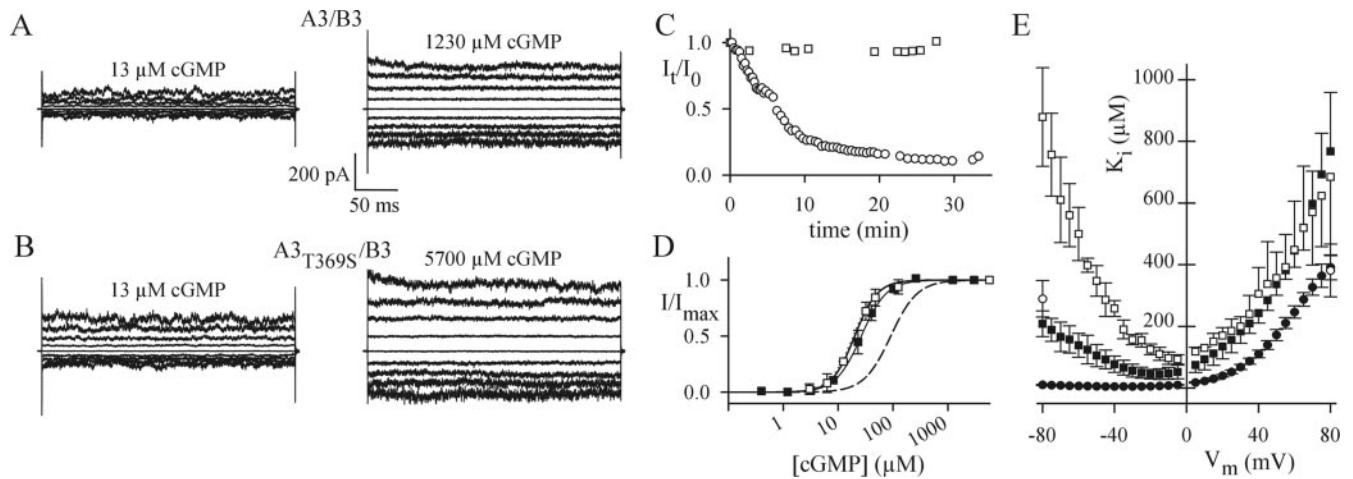 A
A3/B3
13 µM cGMP
1230 µM cGMP
200 pA
50 ms
B
A3T369S/B3
13 µM cGMP
5700 µM cGMP
C
It/I0
1.0
0.5
0.0
0 10 20 30
time (min)
D
I/Imax
1.0
0.5
0.0
1 10 100 1000
[cGMP] (µM)
E
Ki (µM)
1000
800
600
400
200
-80 -40 0 40 80
Vm (mV)